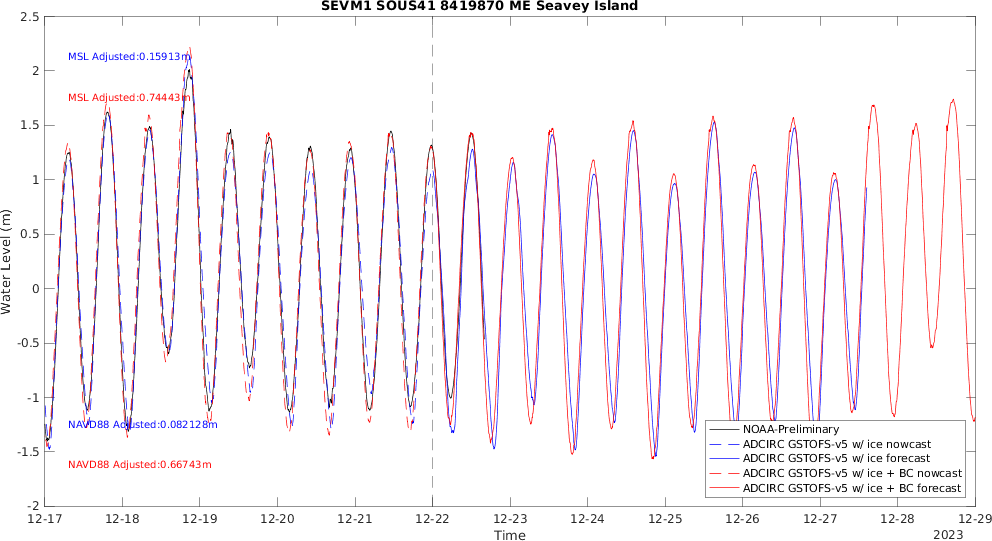 SEVM1 SOUS41 8419870 ME Seavey Island
2.5
2
1.5
1
0.5
0
-0.5
-1
-1.5
-2
Water Level (m)
MSL Adjusted:0.15913m
MSL Adjusted:0.74443m
NAVD88 Adjusted:0.082128m
NAVD88 Adjusted:0.66743m
NOAA-Preliminary
ADCIRC GSTOFS-v5 w/ ice nowcast
ADCIRC GSTOFS-v5 w/ ice forecast
ADCIRC GSTOFS-v5 w/ ice + BC nowcast
ADCIRC GSTOFS-v5 w/ ice + BC forecast
12-17 12-18 12-19 12-20 12-21 12-22 12-23 12-24 12-25 12-26 12-27 12-28 12-29
Time
2023